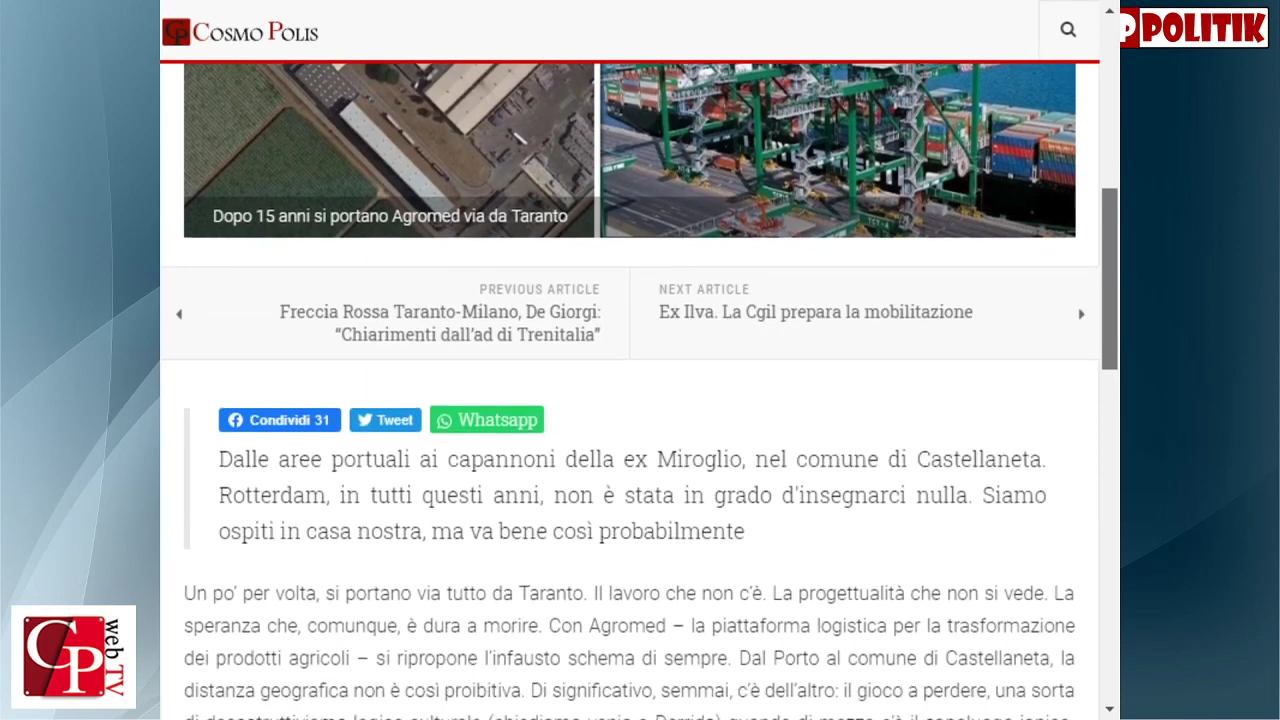 CP COSMO POLIS
POLITIK
Dopo 15 anni si portano Agromed via da Taranto
PREVIOUS ARTICLE
Freccia Rossa Taranto-Milano, De Giorgi:
“Chiarimenti dall’ad di Trenitalia”
NEXT ARTICLE
Ex Ilva. La Cgil prepara la mobilitazione
Condividi 31 Tweet Whatsapp
Dalle aree portuali ai capannoni della ex Miroglio, nel comune di Castellaneta.
Rotterdam, in tutti questi anni, non è stata in grado d'insegnarci nulla. Siamo
ospiti in casa nostra, ma va bene così probabilmente
Un po’ per volta, si portano via tutto da Taranto. Il lavoro che non c’è. La progettualità che non si vede. La
speranza che, comunque, è dura a morire. Con Agromed – la piattaforma logistica per la trasformazione
dei prodotti agricoli – si ripropone l’infausto schema di sempre. Dal Porto al comune di Castellaneta, la
distanza geografica non è così proibitiva. Di significativo, semmai, c’è dell’altro: il gioco a perdere, una sorta
CP web TV